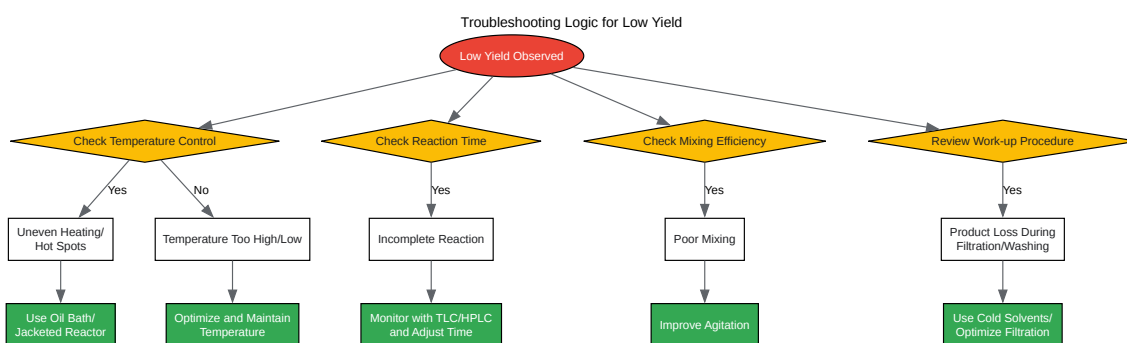 Troubleshooting Logic for Low Yield
Low Yield Observed
Check Temperature Control
Check Reaction Time
Check Mixing Efficiency
Review Work-up Procedure
Yes
No
Yes
Yes
Yes
Uneven Heating/
Hot Spots
Temperature Too High/Low
Incomplete Reaction
Poor Mixing
Product Loss During
Filtration/Washing
Use Oil Bath/
Jacketed Reactor
Optimize and Maintain
Temperature
Monitor with TLC/HPLC
and Adjust Time
Improve Agitation
Use Cold Solvents/
Optimize Filtration